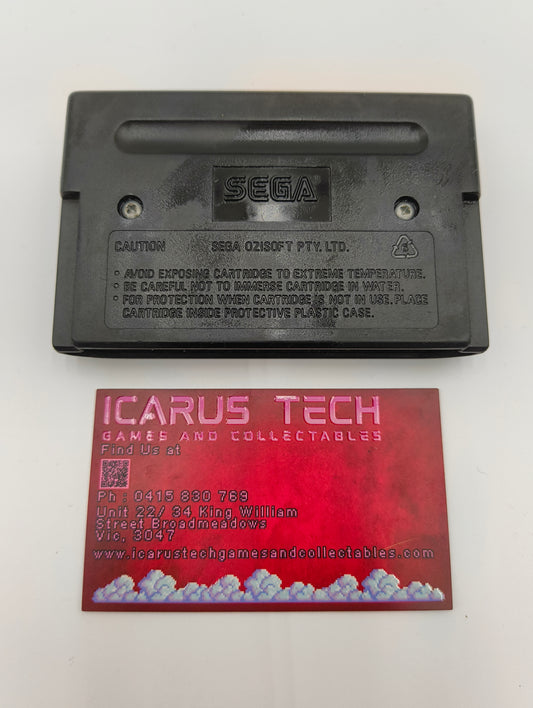 SEGA
CAUTION SEGA OZISOFT PTY. LTD.
• AVOID EXPOSING CARTRIDGE TO EXTREME TEMPERATURE.
• BE CAREFUL NOT TO IMMERSE CARTRIDGE IN WATER.
• FOR PROTECTION WHEN CARTRIDGE IS NOT IN USE. PLACE
CARTRIDGE INSIDE PROTECTIVE PLASTIC CASE.
ICARUS TECH
GAMES AND COLLECTABLES
Find Us at
Ph : 0415 830 769
Unit 22/ 34 King William
Street Broadmeadows
Vic, 3047
www.icarustechgamesandcollectables.com